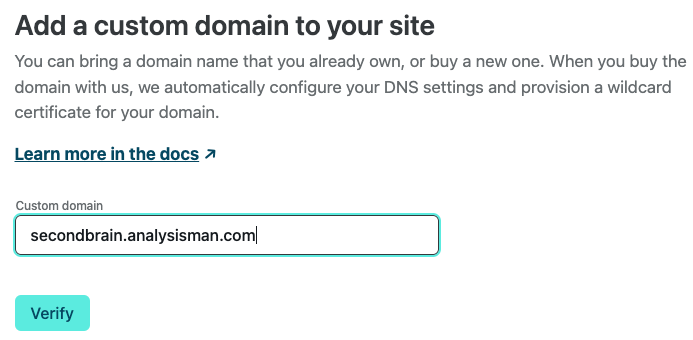 Add a custom domain to your site
You can bring a domain name that you already own, or buy a new one. When you buy the
domain with us, we automatically configure your DNS settings and provision a wildcard
certificate for your domain.
Learn more in the docs ↗
Custom domain
secondbrain.analysisman.com
Verify